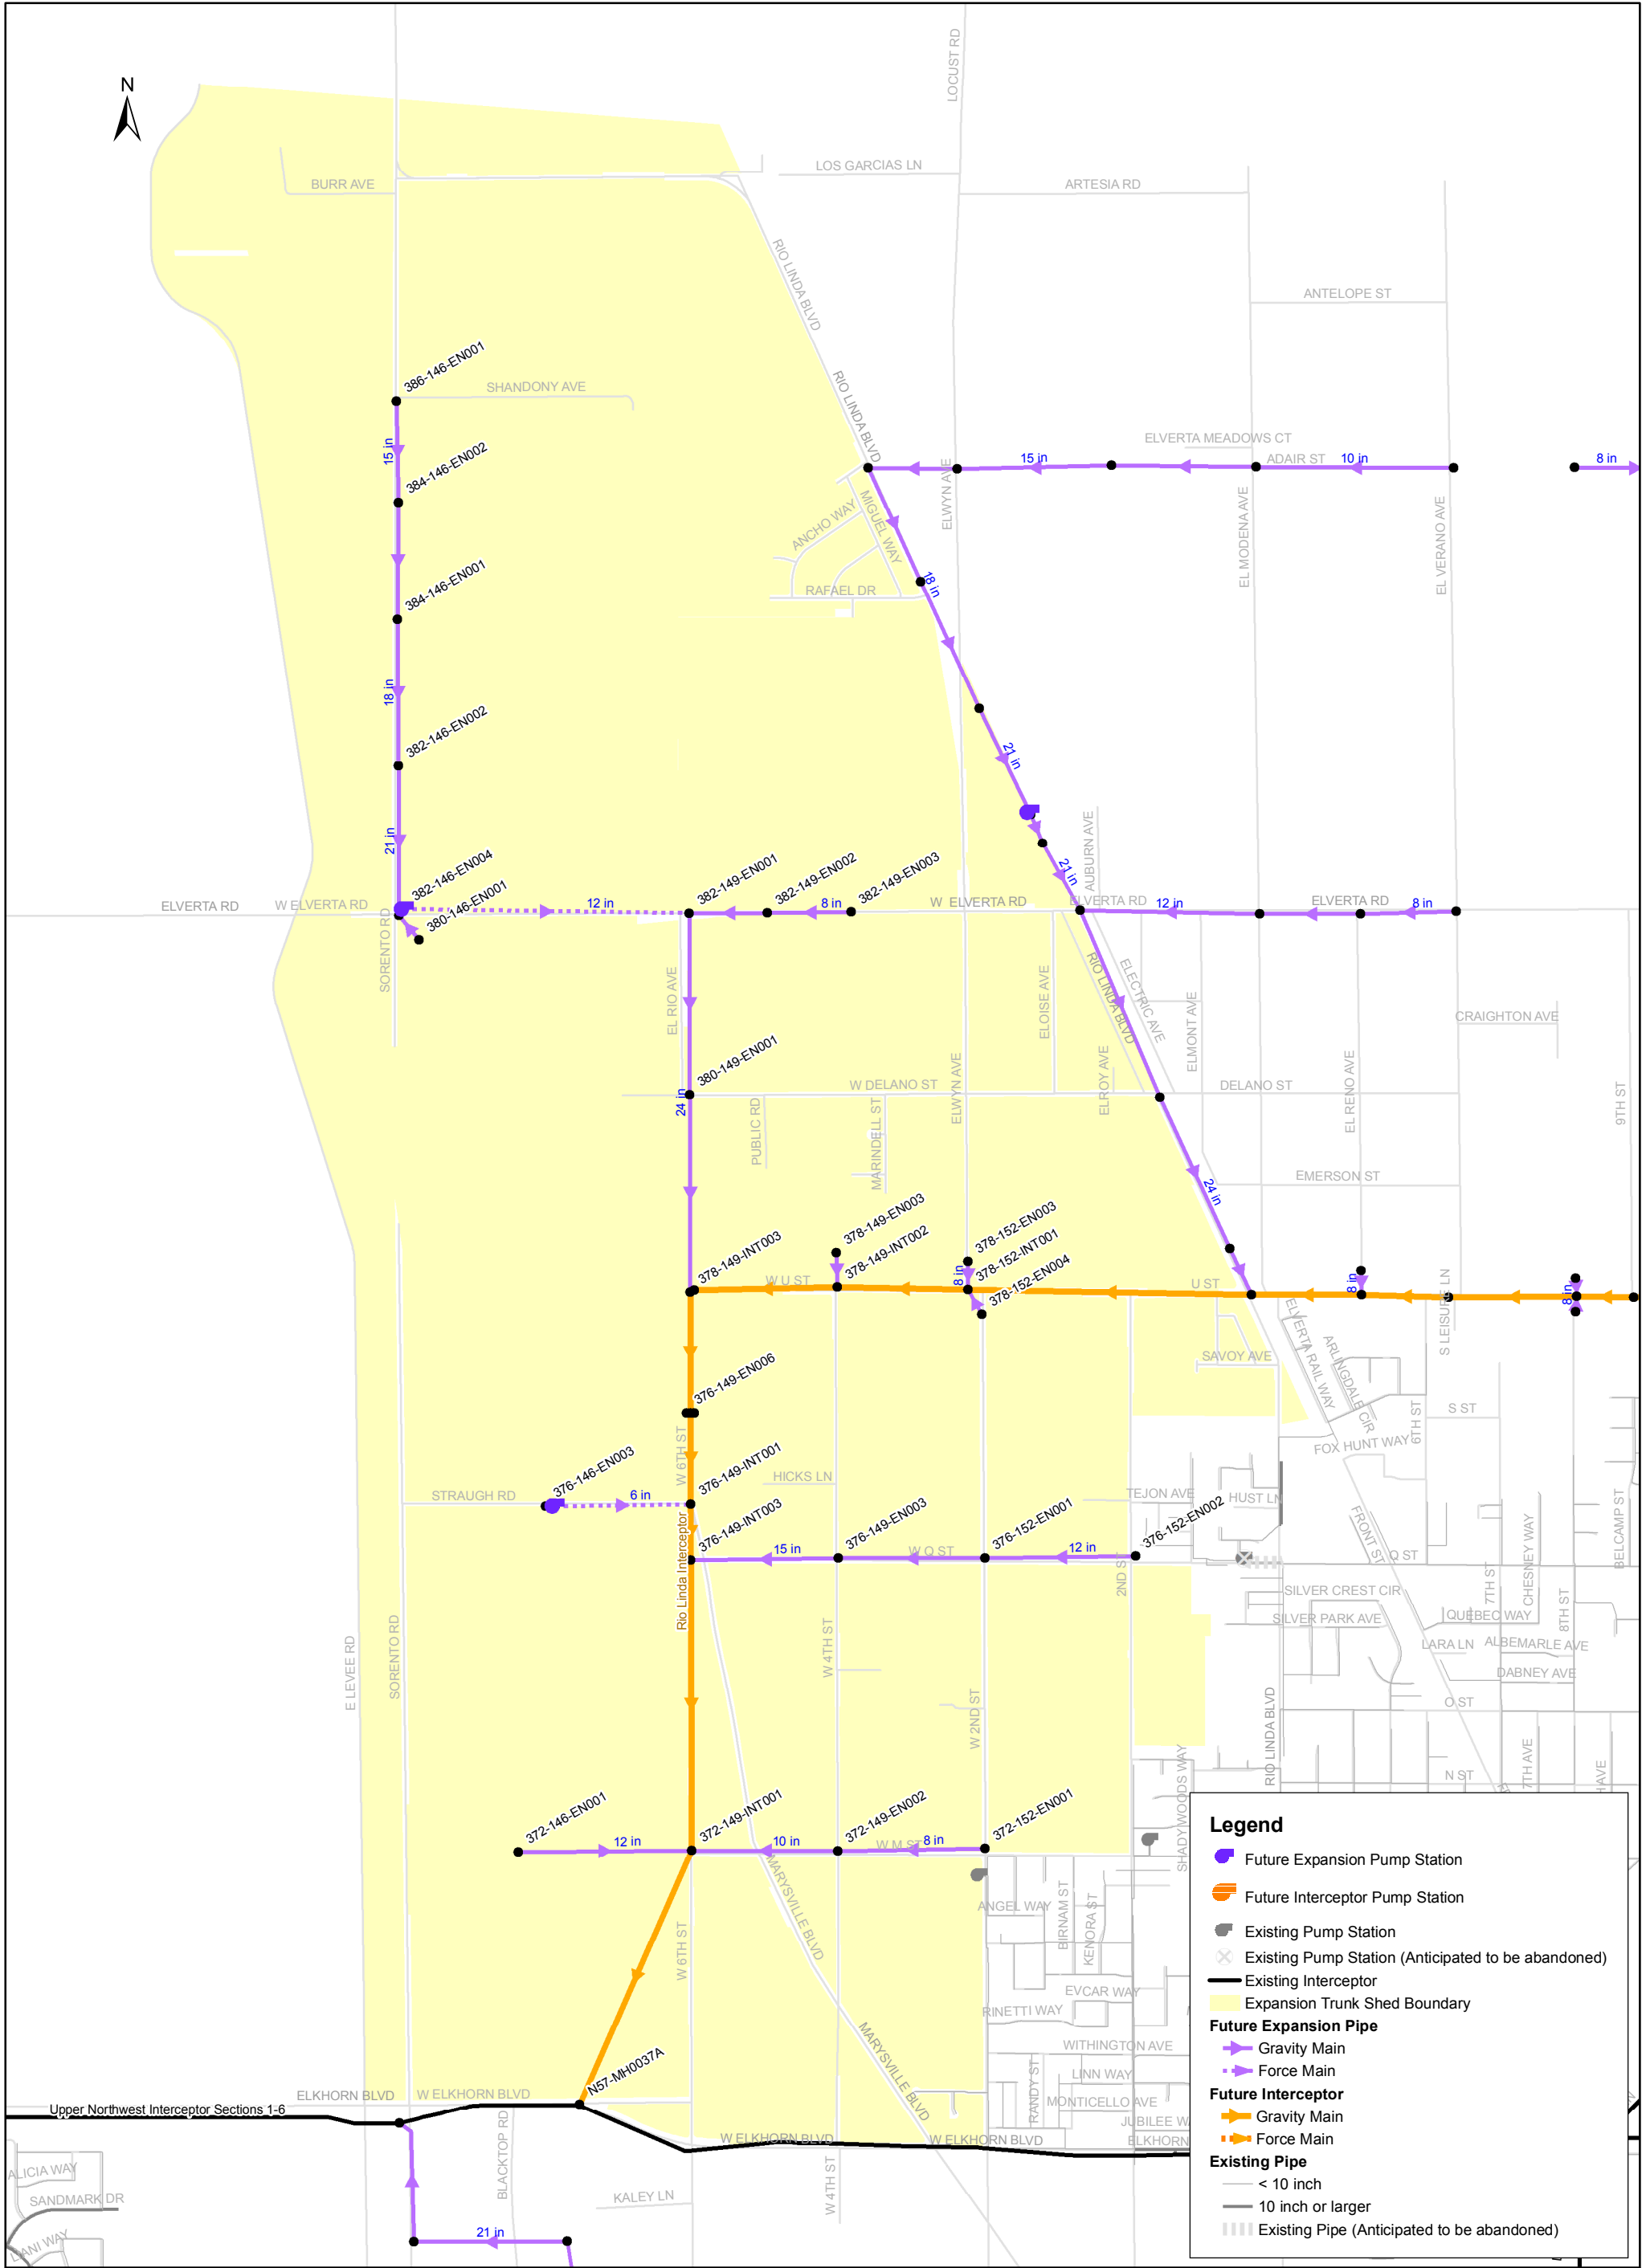 N
LOCUST RD
LOS GARCIAS LN
BURR AVE
ARTESIA RD
RIO LINDA BLVD
ANTELOPE ST
386-146-EN001
SHANDONY AVE
RIO LINDA BLVD
ELVERTA MEADOWS CT
15 in
15 in
ADAIR ST
10 in
8 in
384-146-EN002
ELWYN AVE
MIGUEL WAY
ANCHO WAY
EL MODENA AVE
EL VERANO AVE
384-146-EN001
18 in
RAFAEL DR
18 in
382-146-EN002
21 in
21 in
AUBURN AVE
382-146-EN004
380-146-EN001
382-149-EN001
382-149-EN002
382-149-EN003
21 in
ELVERTA RD
W ELVERTA RD
12 in
8 in
W ELVERTA RD
ELVERTA RD
12 in
ELVERTA RD
8 in
SORENTO RD
EL RIO AVE
ELOISE AVE
RIO LINDA BLVD
ELECTRIC AVE
ELMONT AVE
CRAIGHTON AVE
380-149-EN001
24 in
W DELANO ST
ELWYN AVE
ELROY AVE
DELANO ST
EL RENO AVE
9TH ST
PUBLIC RD
MARINDELL ST
EMERSON ST
24 in
378-149-EN003
378-152-EN003
378-149-INT003
378-149-INT002
378-152-INT001
378-152-EN004
W U ST
8 in
U ST
8 in
8 in
S LEISURE LN
ELVERTA RAIL WAY
ARLINGDALE CIR
SAVOY AVE
376-149-EN006
6TH ST
S ST
FOX HUNT WAY
W 6TH ST
376-146-EN003
376-149-INT001
HICKS LN
STRAUGH RD
6 in
TEJON AVE
HUST LN
376-149-INT003
376-149-EN003
376-152-EN001
376-152-EN002
Rio Linda Interceptor
15 in
W Q ST
12 in
2ND ST
FRONT ST
Q ST
7TH ST
CHESNEY WAY
BELCAMP ST
SILVER CREST CIR
SILVER PARK AVE
QUEBEC WAY
8TH ST
LARA LN
ALBEMARLE AVE
DABNEY AVE
E LEVEE RD
SORENTO RD
W 4TH ST
W 2ND ST
O ST
RIO LINDA BLVD
SHADY WOODS WAY
N ST
7TH AVE
372-146-EN001
372-149-INT001
372-149-EN002
372-152-EN001
12 in
10 in
W M ST
8 in
MARYSVILLE BLVD
ANGEL WAY
BIRNAM ST
KENORA ST
W 6TH ST
EVCAR WAY
RINETTI WAY
MARYSVILLE BLVD
WITHINGTON AVE
LINN WAY
RANDY ST
MONTICELLO AVE
JUBILEE WA
N57-MH0037A
ELKHORN BLVD
W ELKHORN BLVD
Upper Northwest Interceptor Sections 1-6
W ELKHORN BLVD
W ELKHORN BLVD
ELKHORN
BLACKTOP RD
W 4TH ST
ALICIA WAY
SANDMARK DR
DANI WAY
KALEY LN
21 in
Legend
Future Expansion Pump Station
Future Interceptor Pump Station
Existing Pump Station
Existing Pump Station (Anticipated to be abandoned)
Existing Interceptor
Expansion Trunk Shed Boundary
Future Expansion Pipe
Gravity Main
Force Main
Future Interceptor
Gravity Main
Force Main
Existing Pipe
< 10 inch
10 inch or larger
Existing Pipe (Anticipated to be abandoned)